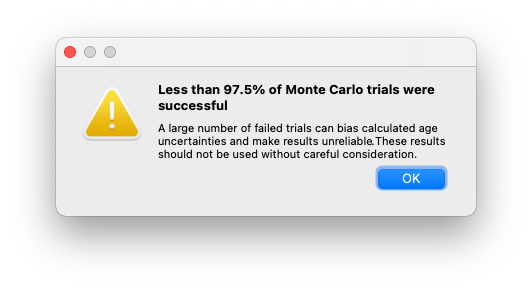 Less than 97.5% of Monte Carlo trials were
successful
A large number of failed trials can bias calculated age
uncertainties and make results unreliable.These results
should not be used without careful consideration.
OK